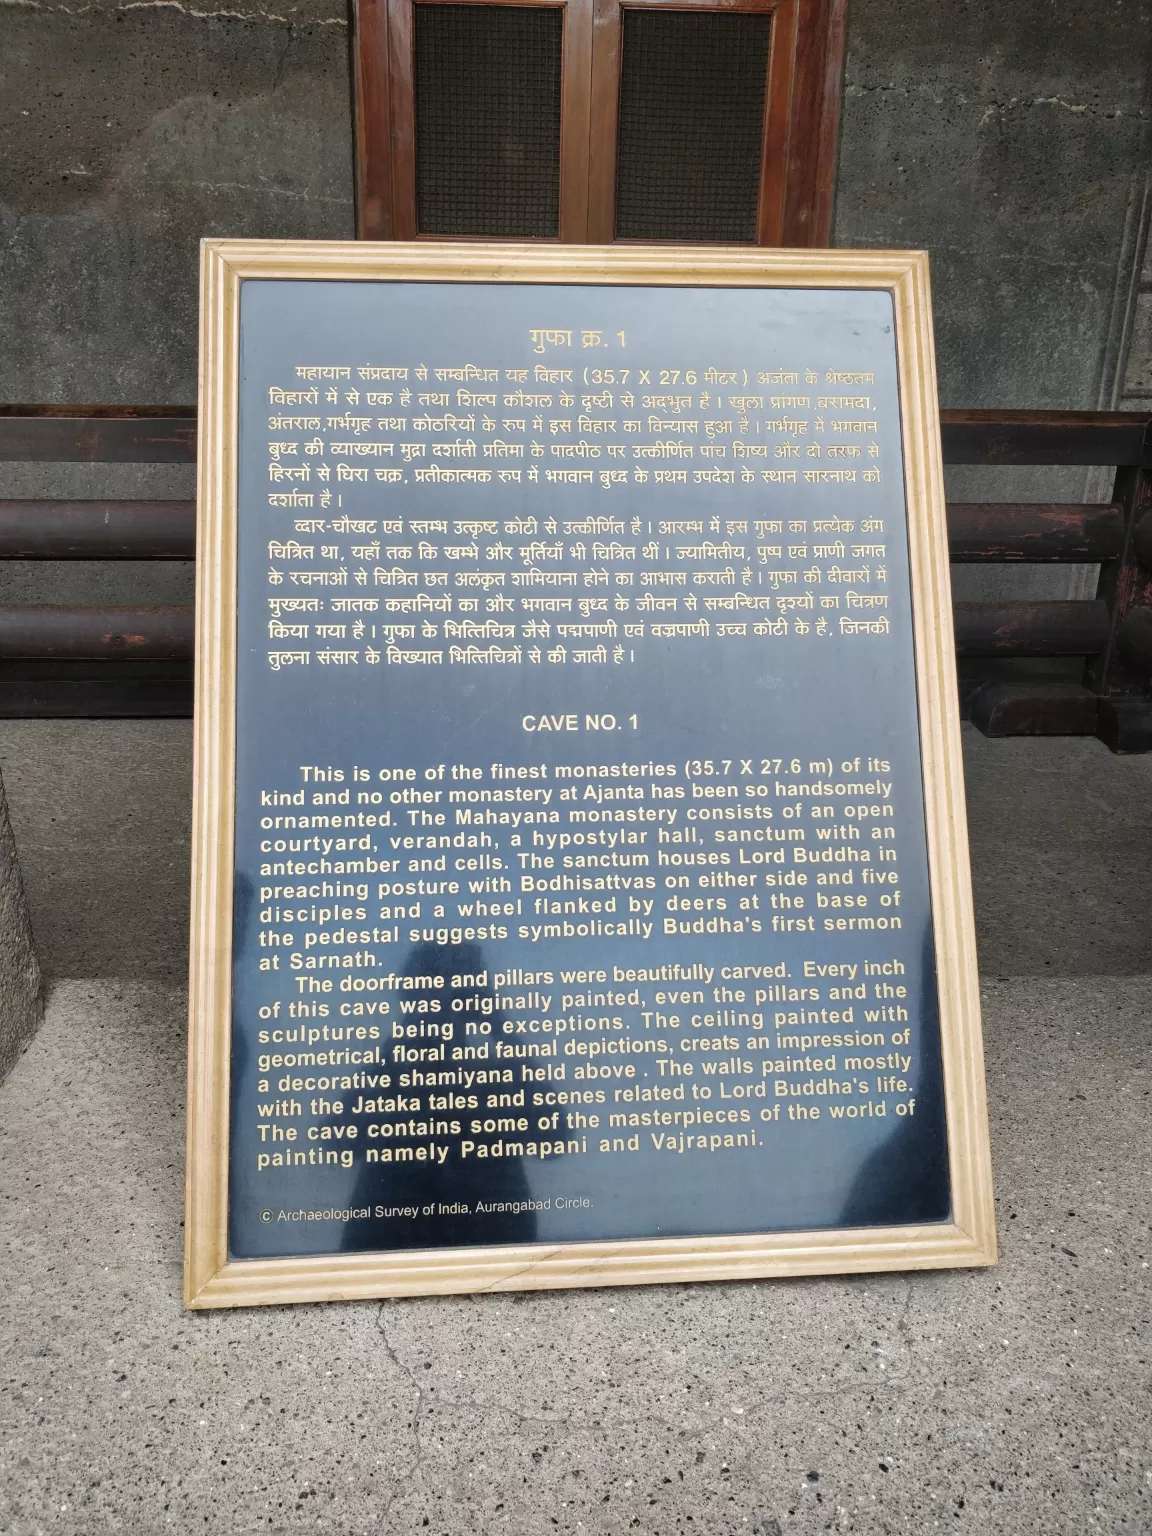 गुफा क्र. 1
महायान संप्रदाय से सम्बन्धित यह विहार (35.7 X 27.6 मीटर) अजंता के श्रेष्ठतम
विहारों में से एक है तथा शिल्प कौशल के दृष्टी से अद्भुत है। खुला प्रांगण,बरामदा,
अंतराल,गर्भगृह तथा कोठरियों के रुप में इस विहार का विन्यास हुआ है। गर्भगृह में भगवान
बुध्द की व्याख्यान मुद्रा दर्शाती प्रतिमा के पादपीठ पर उत्कीर्णित पांच शिष्य और दो तरफ से
हिरनों से घिरा चक्र, प्रतीकात्मक रुप में भगवान बुध्द के प्रथम उपदेश के स्थान सारनाथ को
दर्शाता है।
व्दार-चौखट एवं स्तम्भ उत्कृष्ट कोटी से उत्कीर्णित है। आरम्भ में इस गुफा का प्रत्येक अंग
चित्रित था, यहाँ तक कि खम्भे और मूर्तियाँ भी चित्रित थीं। ज्यामितीय, पुष्प एवं प्राणी जगत
के रचनाओं से चित्रित छत अलंकृत शामियाना होने का आभास कराती है। गुफा की दीवारों में
मुख्यतः जातक कहानियों का और भगवान बुध्द के जीवन से सम्बन्धित दृश्यों का चित्रण
किया गया है। गुफा के भित्तिचित्र जैसे पद्मपाणी एवं वज्रपाणी उच्च कोटी के है, जिनकी
तुलना संसार के विख्यात भित्तिचित्रों से की जाती है।
CAVE NO. 1
This is one of the finest monasteries (35.7 X 27.6 m) of its
kind and no other monastery at Ajanta has been so handsomely
ornamented. The Mahayana monastery consists of an open
courtyard, verandah, a hypostylar hall, sanctum with an
antechamber and cells. The sanctum houses Lord Buddha in
preaching posture with Bodhisattvas on either side and five
disciples and a wheel flanked by deers at the base of
the pedestal suggests symbolically Buddha's first sermon
at Sarnath.
The doorframe and pillars were beautifully carved. Every inch
of this cave was originally painted, even the pillars and the
sculptures being no exceptions. The ceiling painted with
geometrical, floral and faunal depictions, creats an impression of
a decorative shamiyana held above . The walls painted mostly
with the Jataka tales and scenes related to Lord Buddha's life.
The cave contains some of the masterpieces of the world of
painting namely Padmapani and Vajrapani.
© Archaeological Survey of India, Aurangabad Circle.